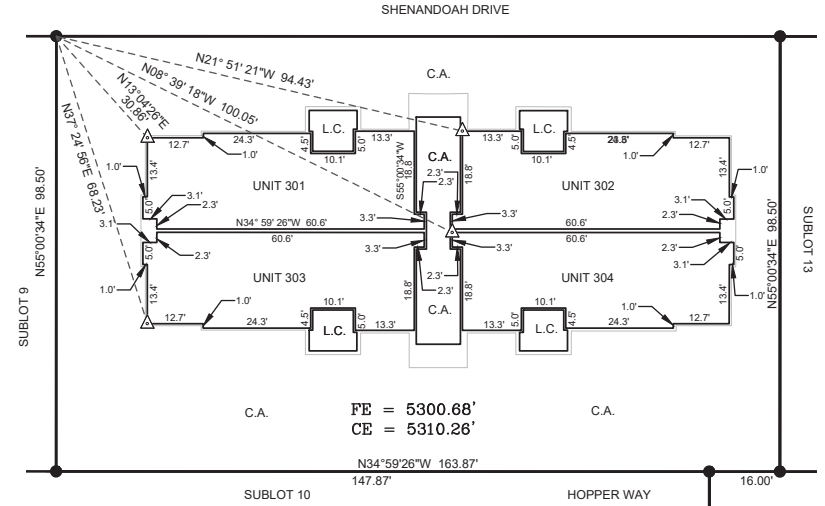 SHENANDOAH DRIVE
N21° 51' 21"W 94.43'
N08° 39' 18"W 100.05'
N13°04'26"E
30.86'
N37° 24' 56"E 68.23'
C.A.
12.7' 24.3' L.C. 13.3' 13.3' L.C. 12.7'
1.0' 4.5' 10.1' 5.0' C.A. 5.0' 10.1' 4.5' 1.0'
1.0' 13.4' S55°00'34"W 18.8' 2.3' 2.3' 18.8' 13.4' 1.0'
UNIT 301 UNIT 302
5.0' 3.1' 2.3' 3.3' 3.3' 3.1' 2.3' 5.0'
N34° 59' 26"W 60.6' 60.6'
60.6' 60.6'
3.1' 5.0' 2.3' 3.3' 3.3' 2.3' 3.1' 5.0'
UNIT 303 UNIT 304
1.0' 13.4' 18.8' 2.3' 2.3' 18.8' 13.4' 1.0'
1.0' 10.1' C.A. 10.1' 1.0'
12.7' 24.3' 4.5' L.C. 5.0' 13.3' 13.3' 5.0' L.C. 4.5' 24.3' 12.7'
N55°00'34"E 98.50'
SUBLOT 9
N55°00'34"E 98.50'
SUBLOT 13
C.A. C.A.
FE = 5300.68'
CE = 5310.26'
N34°59'26"W 163.87'
147.87' 16.00'
SUBLOT 10 HOPPER WAY